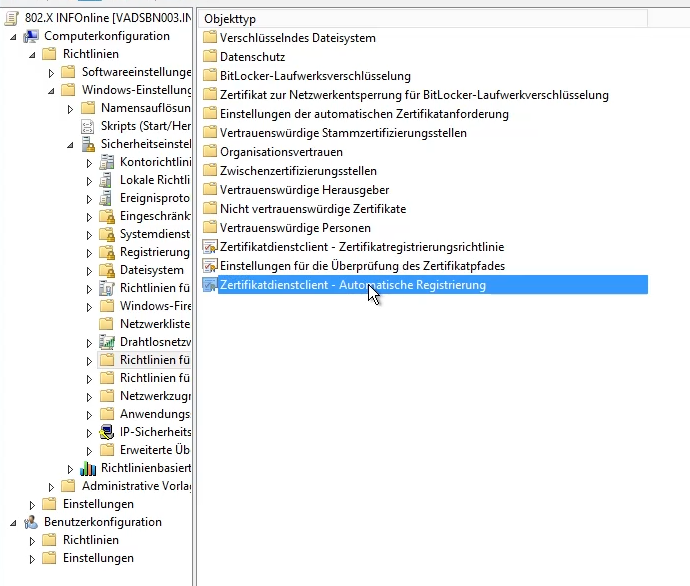 802.X INFOnline [VADSBN003.IN
Computerkonfiguration
Richtlinien
Softwareeinstellunge
Windows-Einstellung
Namensauflösun
Skripts (Start/Her
Sicherheitseinstel
Kontorichtlini
Lokale Richtli
Ereignisproto
Eingeschränkt
Systemdienst
Registrierung
Dateisystem
Richtlinien fü
Windows-Fire
Netzwerkliste
Drahtlosnetzw
Richtlinien fü
Richtlinien fü
Netzwerkzugr
Anwendungs
IP-Sicherheits
Erweiterte Üb
Richtlinienbasiert
Administrative Vorla
Einstellungen
Benutzerkonfiguration
Richtlinien
Einstellungen
Objekttyp
Verschlüsselndes Dateisystem
Datenschutz
BitLocker-Laufwerksverschlüsselung
Zertifikat zur Netzwerkentsperrung für BitLocker-Laufwerkverschlüsselung
Einstellungen der automatischen Zertifikatanforderung
Vertrauenswürdige Stammzertifizierungsstellen
Organisationsvertrauen
Zwischenzertifizierungsstellen
Vertrauenswürdige Herausgeber
Nicht vertrauenswürdige Zertifikate
Vertrauenswürdige Personen
Zertifikatdienstclient - Zertifikatregistrierungsrichtlinie
Einstellungen für die Überprüfung des Zertifikatpfades
Zertifikatdienstclient - Automatische Registrierung